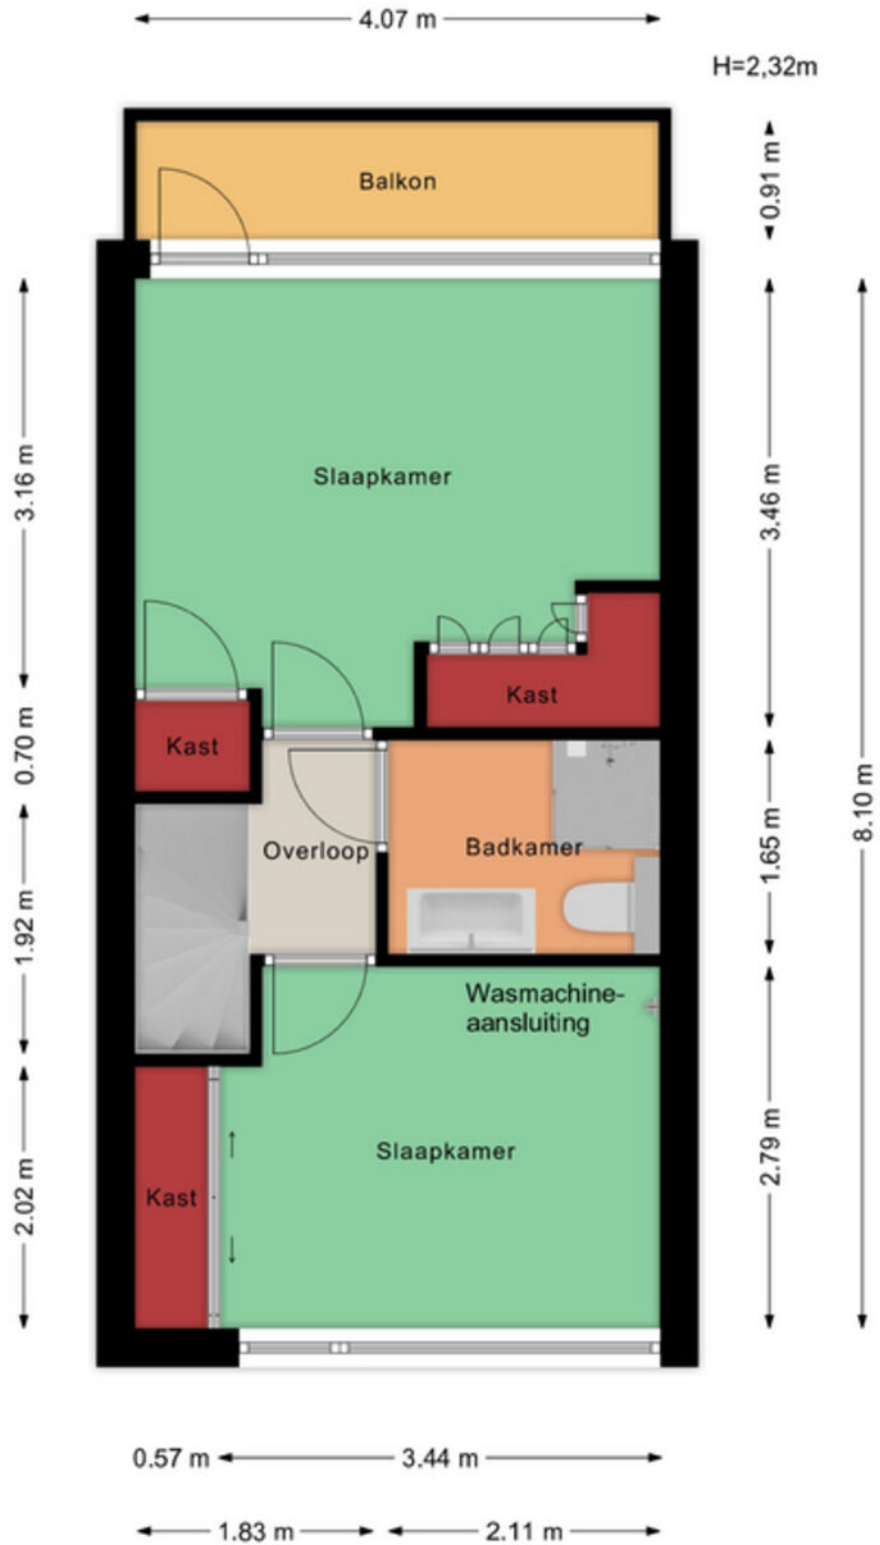 4.07 m
H=2,32m
Balkon
0.91 m
Slaapkamer
3.16 m
3.46 m
Kast
Kast
0.70 m
Overloop
Badkamer
1.65 m
8.10 m
1.92 m
Wasmachine-
aansluiting
Slaapkamer
Kast
2.02 m
2.79 m
0.57 m
3.44 m
1.83 m
2.11 m